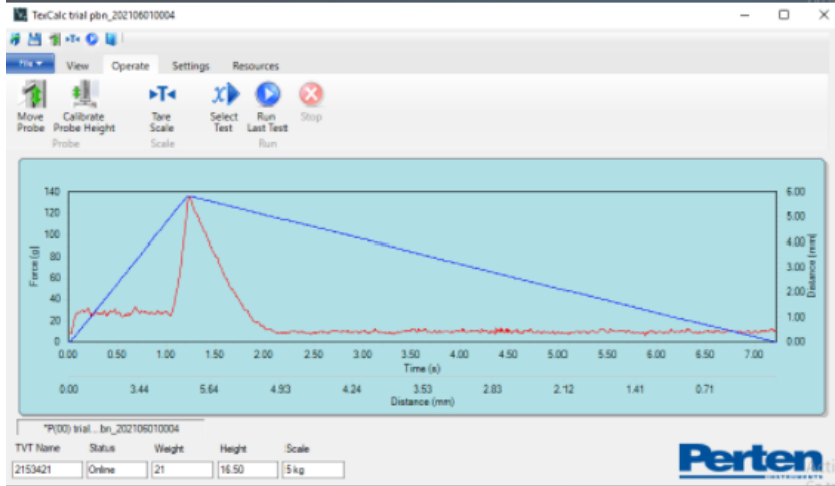 TexCalc trial pbn_202106010004
File View Operate Settings Resources
Move Probe
Calibrate Probe Height
Tare Scale
Select Test
Run Last Test
Stop
Probe Scale Run
140
120
100
80
60
40
20
0
Force [g]
6.00
5.00
4.00
3.00
2.00
1.00
0.00
Distance [mm]
0.00 0.50 1.00 1.50 2.00 2.50 3.00 3.50 4.00 4.50 5.00 5.50 6.00 6.50 7.00
Time (s)
0.00 3.44 5.64 4.93 4.24 3.53 2.83 2.12 1.41 0.71
Distance (mm)
"P(00) trial...bn_202106010004
TVT Name Status Weight Height Scale
2153421 Online 21 16.50 5 kg
Perten